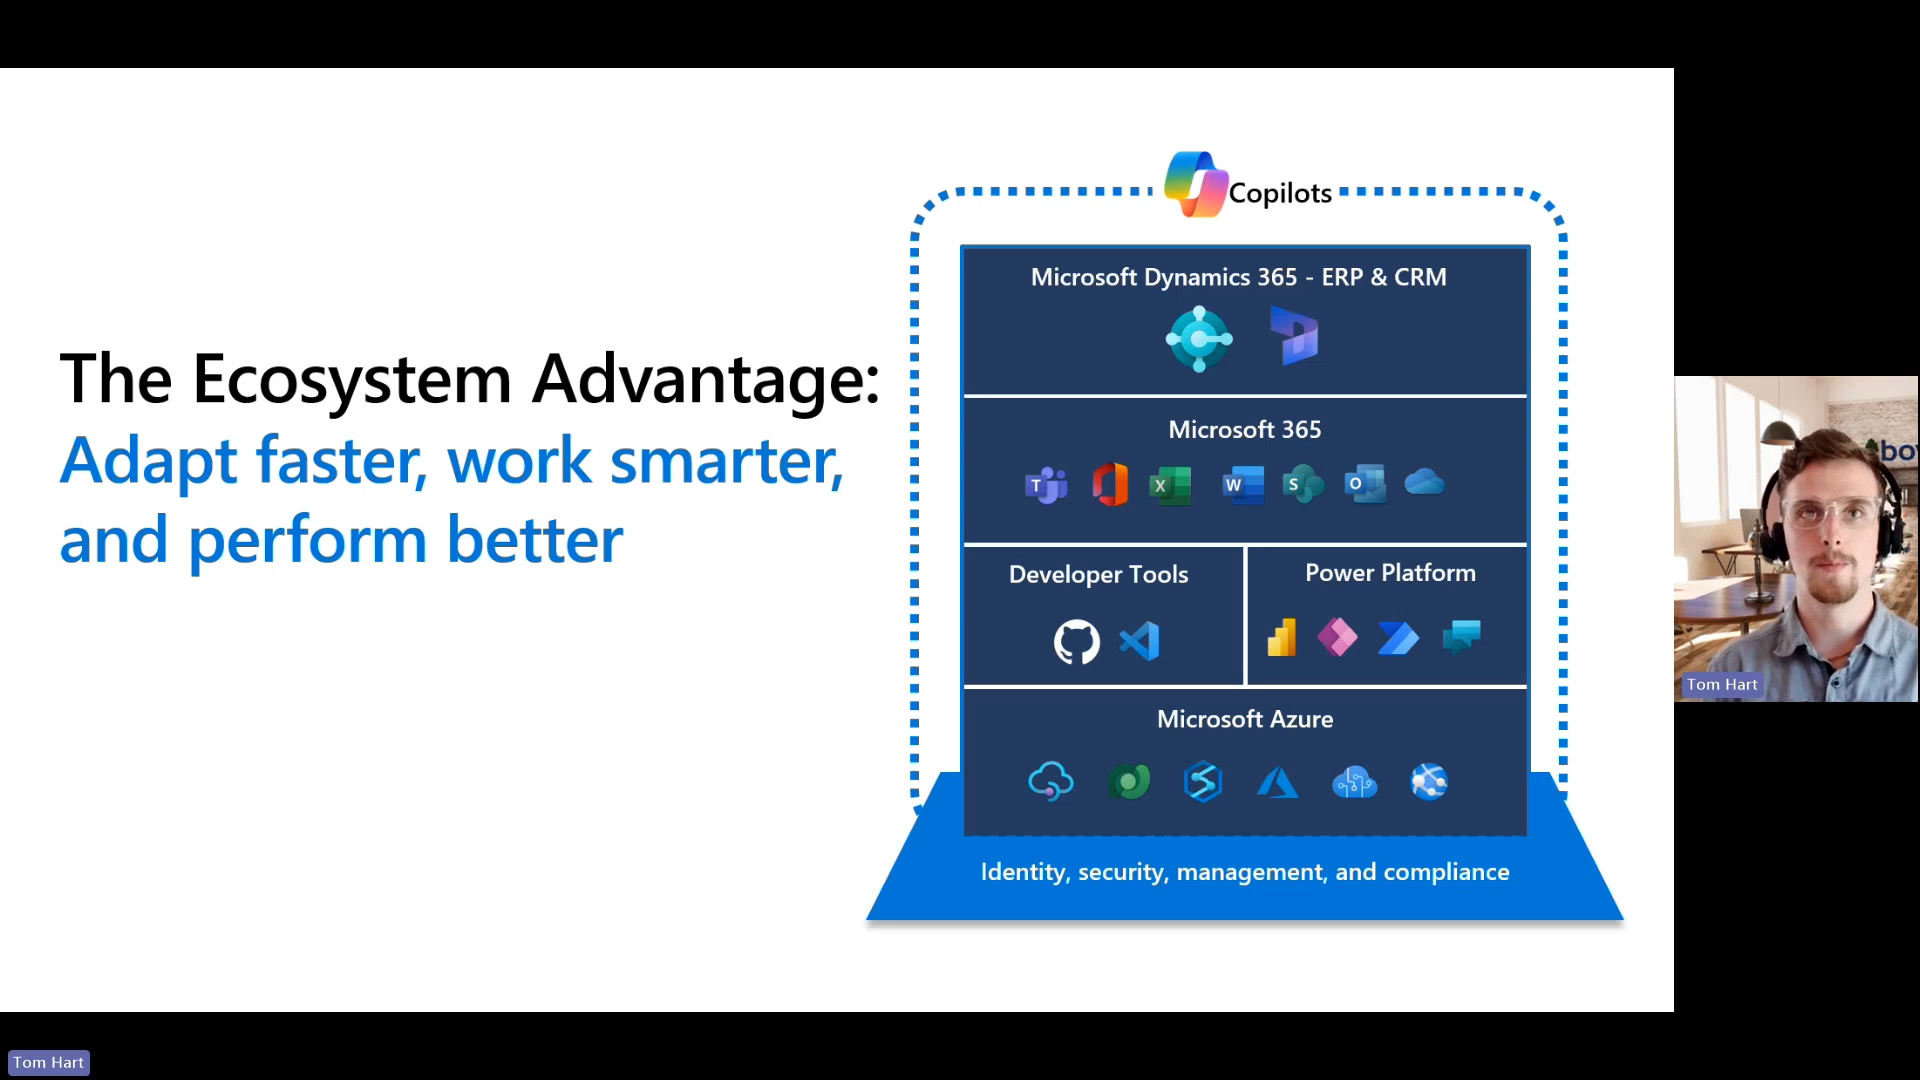 Copilots
Microsoft Dynamics 365 - ERP & CRM
The Ecosystem Advantage:
Adapt faster, work smarter,
and perform better
Microsoft 365
T
X
W
S
O
Developer Tools
Power Platform
Microsoft Azure
Identity, security, management, and compliance
Tom Hart
Tom Hart